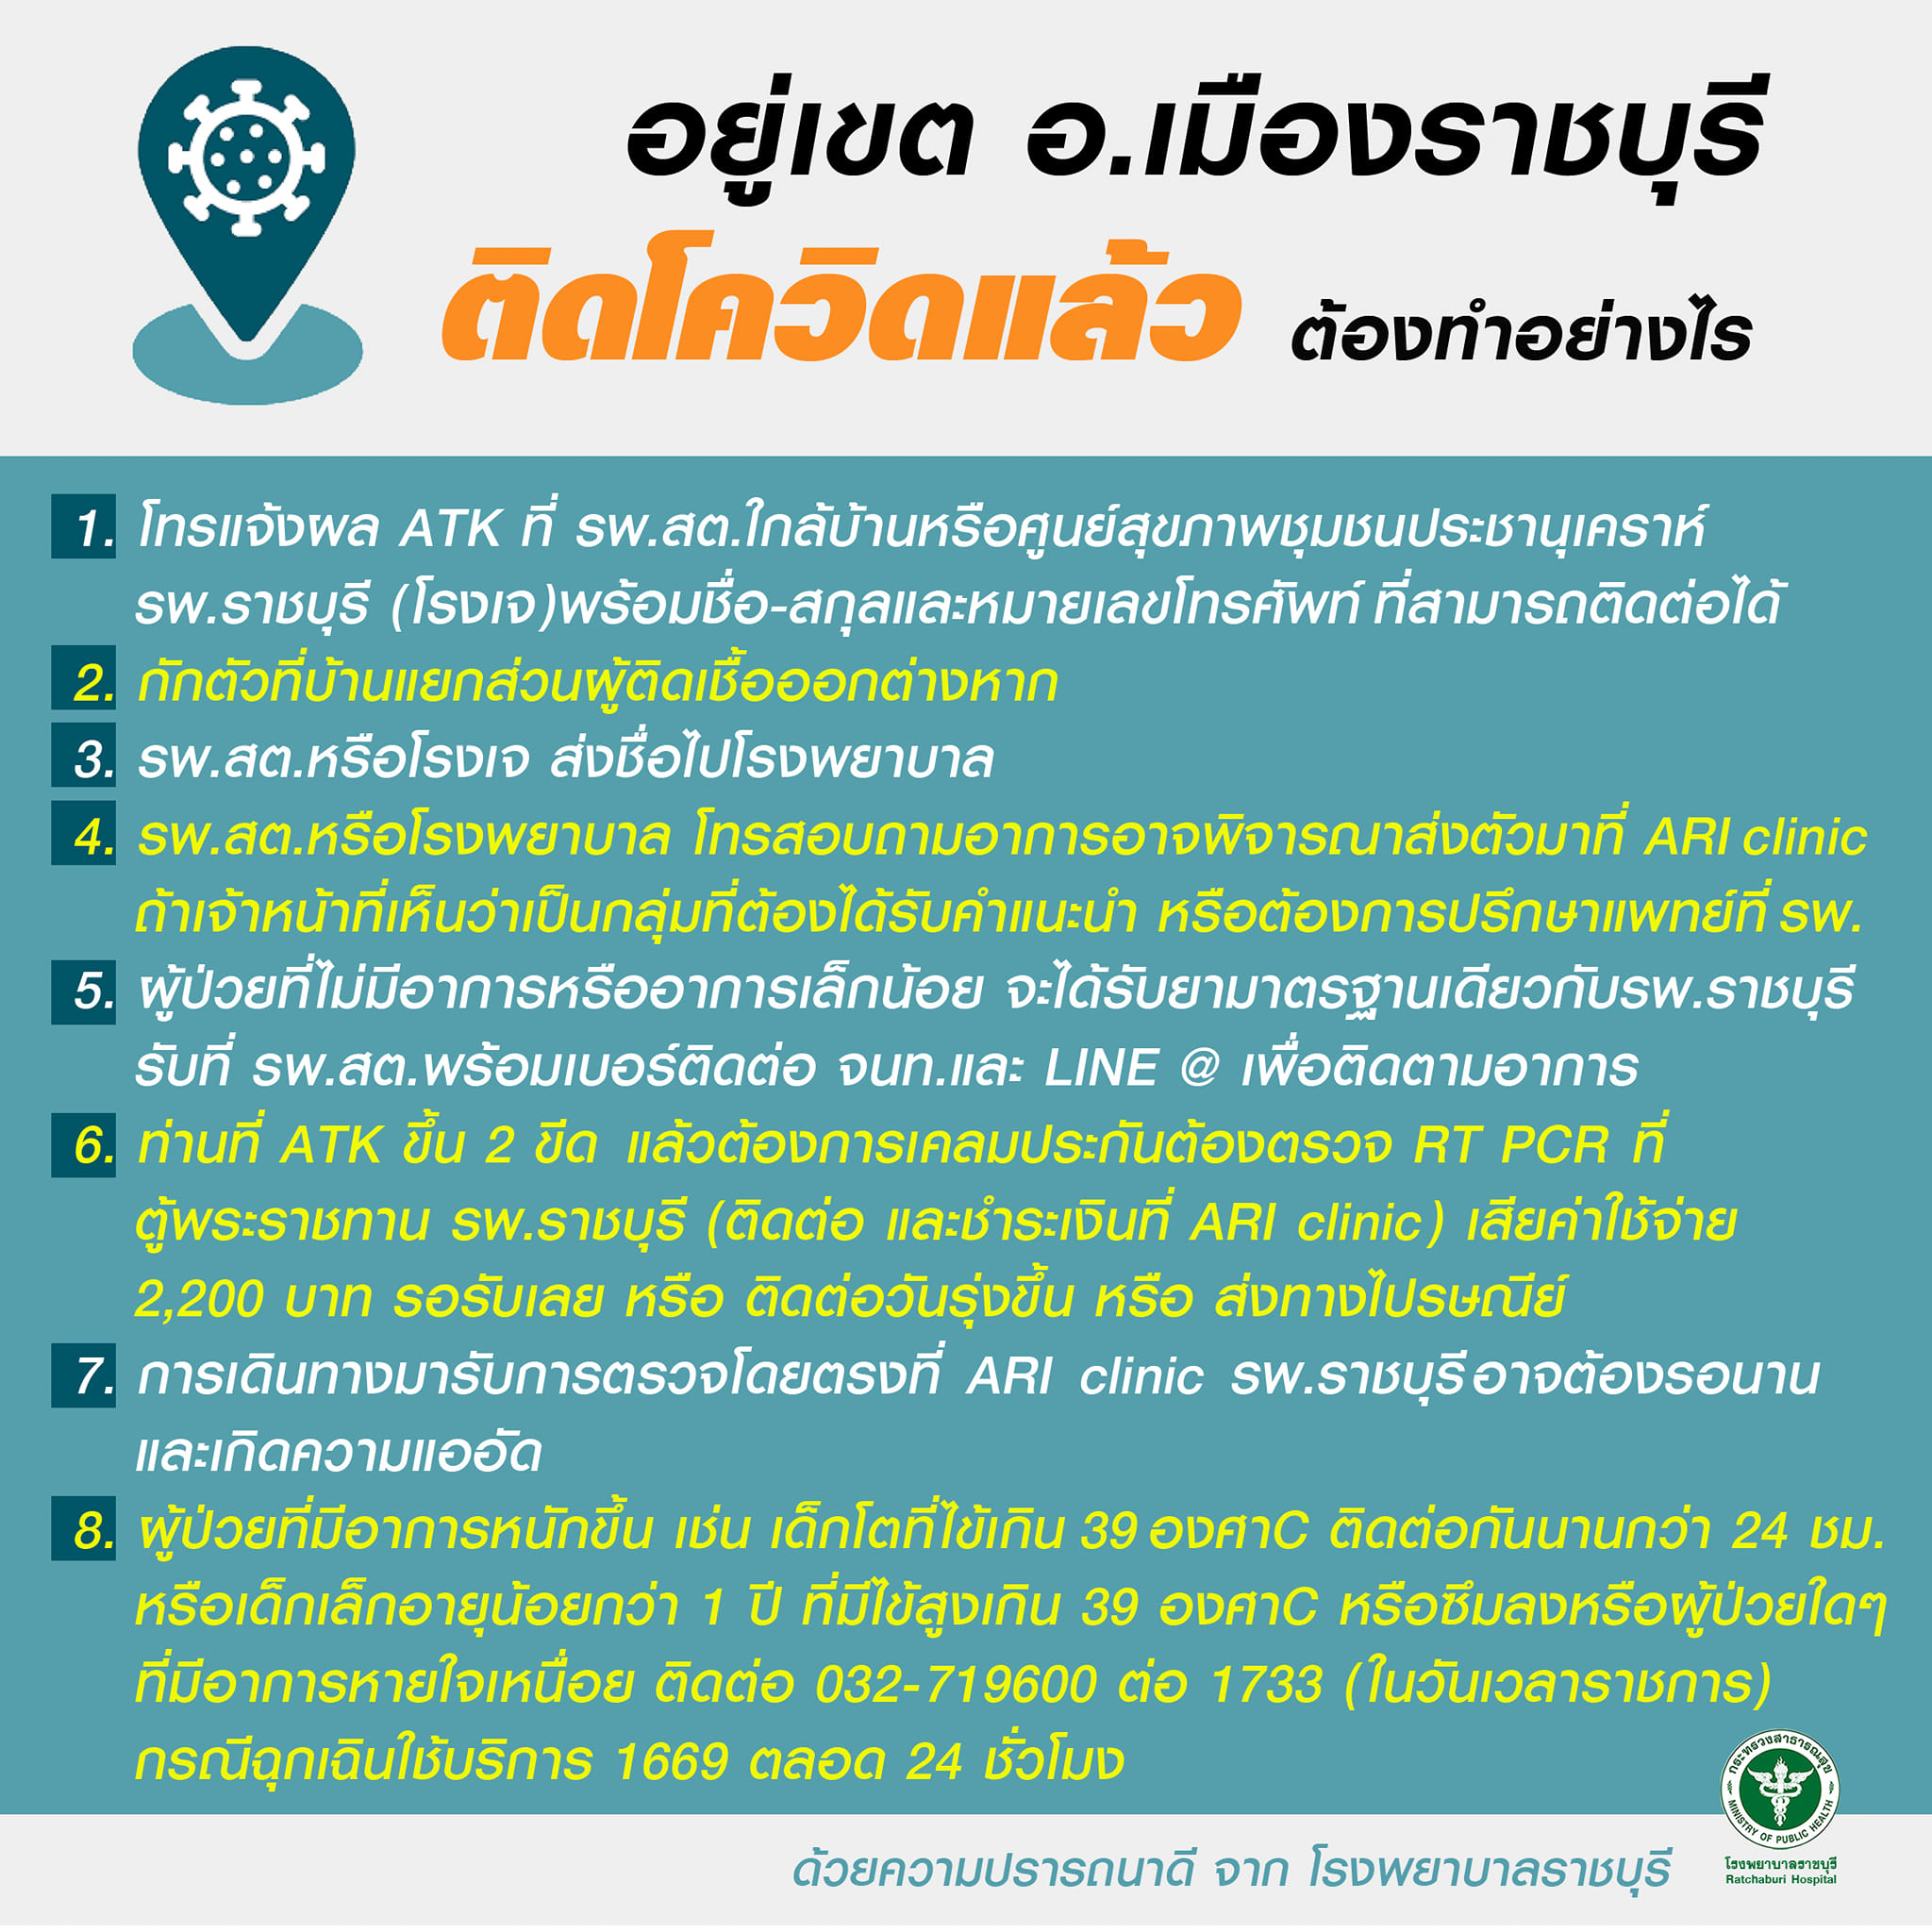 อยู่เขต อ.เมืองราชบุรี
ติดโควิดแล้ว ต้องทำอย่างไร
1. โทรแจ้งผล ATK ที่ รพ.สต.ใกล้บ้านหรือศูนย์สุขภาพชุมชนประชานุเคราห์
รพ.ราชบุรี (โรงเจ)พร้อมชื่อ-สกุลและหมายเลขโทรศัพท์ ที่สามารถติดต่อได้
2. กักตัวที่บ้านแยกส่วนผู้ติดเชื้อออกต่างหาก
3. รพ.สต.หรือโรงเจ ส่งชื่อไปโรงพยาบาล
4. รพ.สต.หรือโรงพยาบาล โทรสอบถามอาการอาจพิจารณาส่งตัวมาที่ ARI clinic
ถ้าเจ้าหน้าที่เห็นว่าเป็นกลุ่มที่ต้องได้รับคำแนะนำ หรือต้องการปรึกษาแพทย์ที่ รพ.
5. ผู้ป่วยที่ไม่มีอาการหรืออาการเล็กน้อย จะได้รับยามาตรฐานเดียวกับรพ.ราชบุรี
รับที่ รพ.สต.พร้อมเบอร์ติดต่อ จนท.และ LINE @ เพื่อติดตามอาการ
6. ท่านที่ ATK ขึ้น 2 ขีด แล้วต้องการเคลมประกันต้องตรวจ RT PCR ที่
ตู้พระราชทาน รพ.ราชบุรี (ติดต่อ และชำระเงินที่ ARI clinic) เสียค่าใช้จ่าย
2,200 บาท รอรับเลย หรือ ติดต่อวันรุ่งขึ้น หรือ ส่งทางไปรษณีย์
7. การเดินทางมารับการตรวจโดยตรงที่ ARI clinic รพ.ราชบุรี อาจต้องรอนาน
และเกิดความแออัด
8. ผู้ป่วยที่มีอาการหนักขึ้น เช่น เด็กโตที่ไข้เกิน 39 องศาC ติดต่อกันนานกว่า 24 ชม.
หรือเด็กเล็กอายุน้อยกว่า 1 ปี ที่มีไข้สูงเกิน 39 องศาC หรือซึมลงหรือผู้ป่วยใดๆ
ที่มีอาการหายใจเหนื่อย ติดต่อ 032-719600 ต่อ 1733 (ในวันเวลาราชการ)
กรณีฉุกเฉินใช้บริการ 1669 ตลอด 24 ชั่วโมง
กระทรวงสาธารณสุข
MINISTRY OF PUBLIC HEALTH
โรงพยาบาลราชบุรี
Ratchaburi Hospital
ด้วยความปรารถนาดี จาก โรงพยาบาลราชบุรี